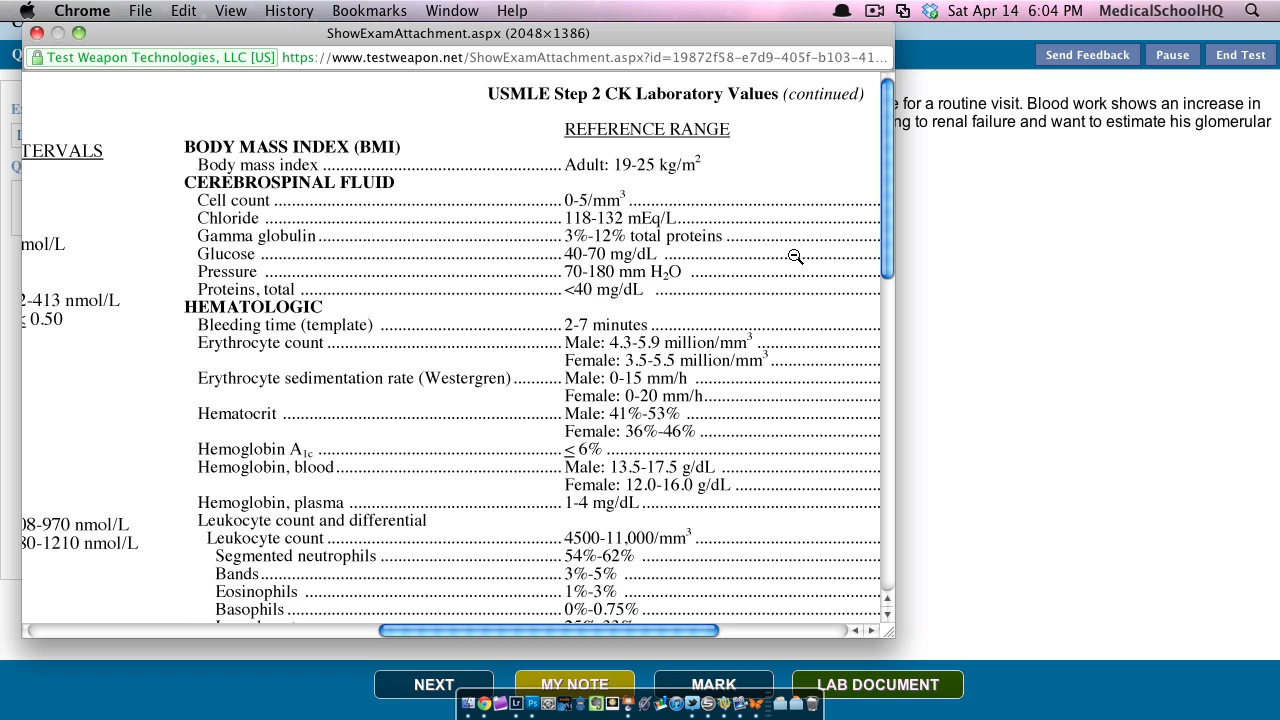 Chrome File Edit View History Bookmarks Window Help Sat Apr 14 6:04 PM MedicalSchoolHQ
ShowExamAttachment.aspx (2048×1386)
Test Weapon Technologies, LLC [US] https://www.testweapon.net/ShowExamAttachment.aspx?id=19872f58-e7d9-405f-b103-41...
Send Feedback Pause End Test
e for a routine visit. Blood work shows an increase in
ng to renal failure and want to estimate his glomerular
USMLE Step 2 CK Laboratory Values (continued)
REFERENCE RANGE
TERVALS
mol/L
2-413 nmol/L
≤ 0.50
08-970 nmol/L
80-1210 nmol/L
BODY MASS INDEX (BMI)
Body mass index ... Adult: 19-25 kg/m²
CEREBROSPINAL FLUID
Cell count ... 0-5/mm³
Chloride ... 118-132 mEq/L
Gamma globulin ... 3%-12% total proteins
Glucose ... 40-70 mg/dL
Pressure ... 70-180 mm H₂O
Proteins, total ... <40 mg/dL
HEMATOLOGIC
Bleeding time (template) ... 2-7 minutes
Erythrocyte count ... Male: 4.3-5.9 million/mm³
Female: 3.5-5.5 million/mm³
Erythrocyte sedimentation rate (Westergren) ... Male: 0-15 mm/h
Female: 0-20 mm/h
Hematocrit ... Male: 41%-53%
Female: 36%-46%
Hemoglobin A1c ... ≤ 6%
Hemoglobin, blood ... Male: 13.5-17.5 g/dL
Female: 12.0-16.0 g/dL
Hemoglobin, plasma ... 1-4 mg/dL
Leukocyte count and differential
Leukocyte count ... 4500-11,000/mm³
Segmented neutrophils ... 54%-62%
Bands ... 3%-5%
Eosinophils ... 1%-3%
Basophils ... 0%-0.75%
NEXT MY NOTE MARK LAB DOCUMENT